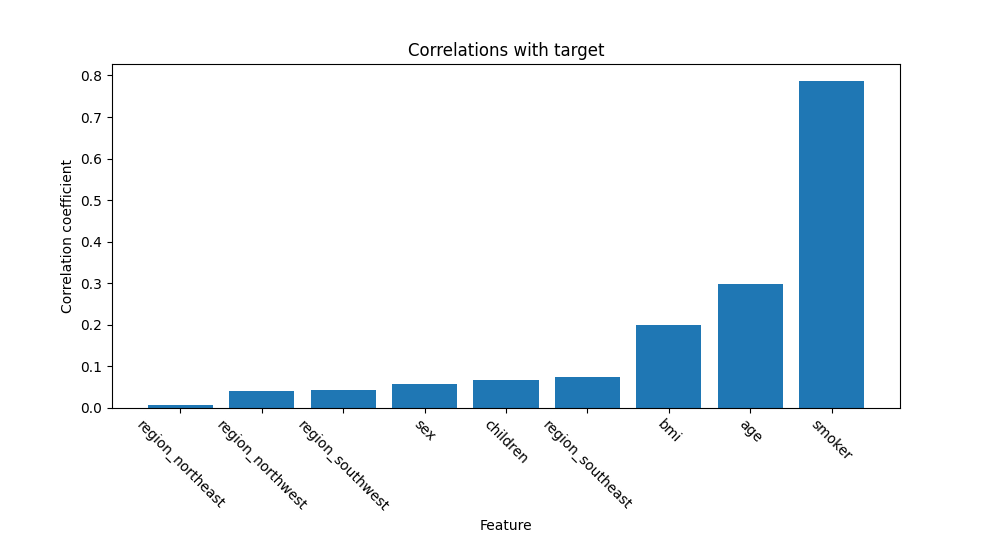 Correlations with target
Correlation coefficient
0.8
0.7
0.6
0.5
0.4
0.3
0.2
0.1
0.0
region_northeast
region_northwest
region_southwest
sex
children
region_southeast
bmi
age
smoker
Feature